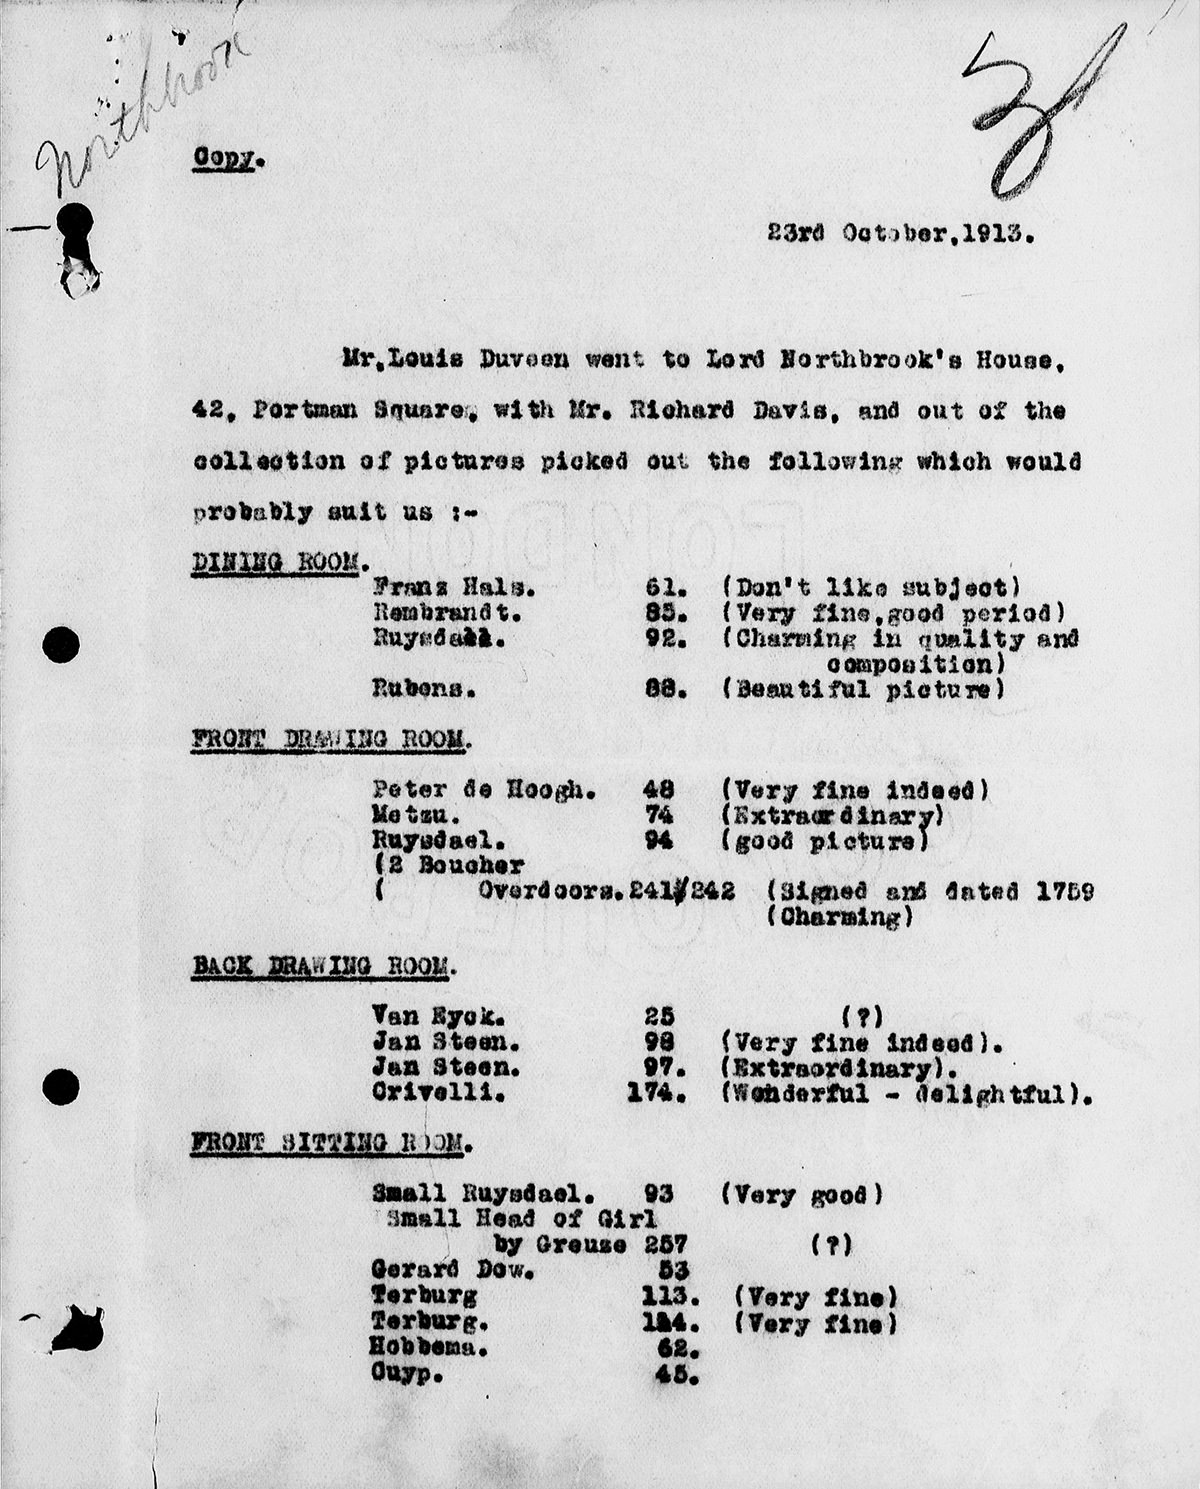 Northbrook
Copy.
23rd October,1913.
Mr.Louis Duveen went to Lord Northbrook's House,
42, Portman Square, with Mr. Richard Davis, and out of the
collection of pictures picked out the following which would
probably suit us :-
DINING ROOM.
Franz Hals. 61. (Don't like subject)
Rembrandt. 85. (Very fine,good period)
Ruysdael. 92. (Charming in quality and
composition)
Rubens. 88. (Beautiful picture)
FRONT DRAWING ROOM.
Peter de Hoogh. 48 (Very fine indeed)
Metzu. 74 (Extraordinary)
Ruysdael. 94 (good picture)
(2 Boucher
( Overdoors.241/242 (Signed and dated 1759
(Charming)
BACK DRAWING ROOM.
Van Eyck. 25 (?)
Jan Steen. 98 (Very fine indeed).
Jan Steen. 97. (Extraordinary).
Crivelli. 174. (Wonderful - delightful).
FRONT SITTING ROOM.
Small Ruysdael. 93 (Very good)
Small Head of Girl
by Greuze 257 (?)
Gerard Dow. 53
Terburg 113. (Very fine)
Terburg. 114. (Very fine)
Hobbema. 62.
Cuyp. 45.